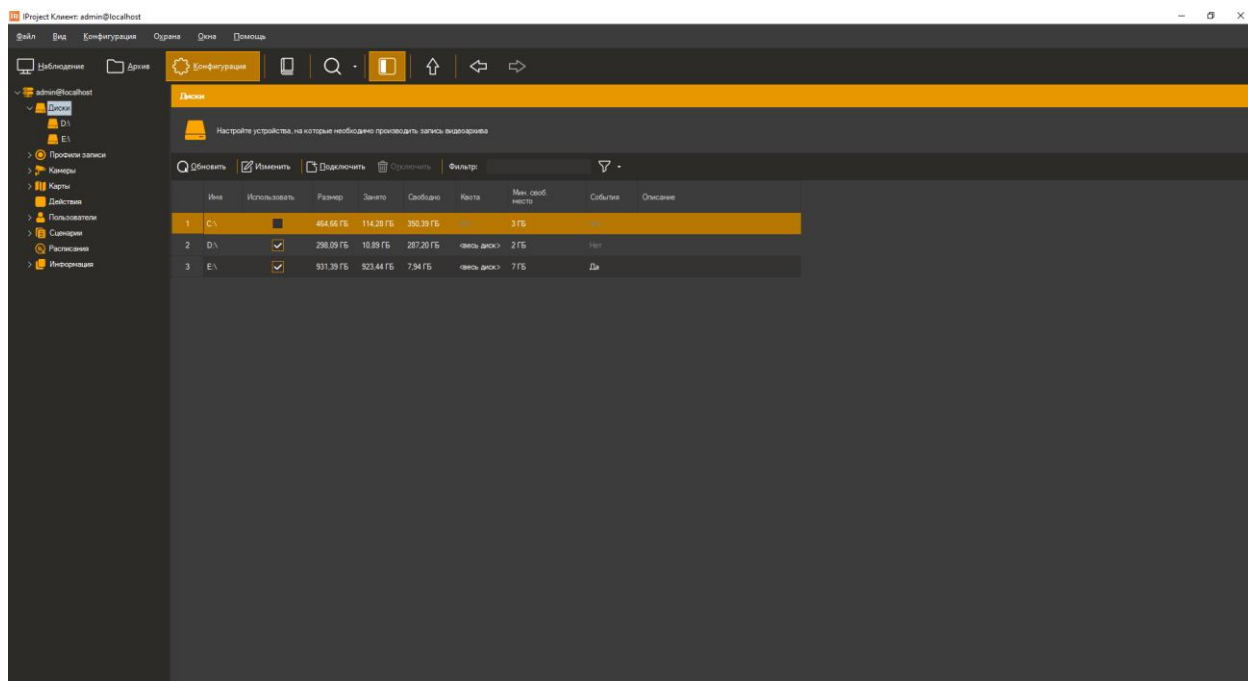 IProject Клиент: admin@localhost
Файл Вид Конфигурация Охрана Окна Помощь
Наблюдение Архив Конфигурация
admin@localhost
Диски
D:\
E:\
Профили записи
Камеры
Карты
Действия
Пользователи
Сценарии
Расписания
Информация
Диски
Настройте устройства, на которые необходимо производить запись видеоархива
Обновить Изменить Подключить Отключить Фильтр:
Имя Использовать Размер Занято Свободно Квота Мин. своб. место События Описание
1 C:\ 464,66 ГБ 114,28 ГБ 350,39 ГБ 3 ГБ
2 D:\ 298,09 ГБ 10,89 ГБ 287,20 ГБ <весь диск> 2 ГБ Нет
3 E:\ 931,39 ГБ 923,44 ГБ 7,94 ГБ <весь диск> 7 ГБ Да